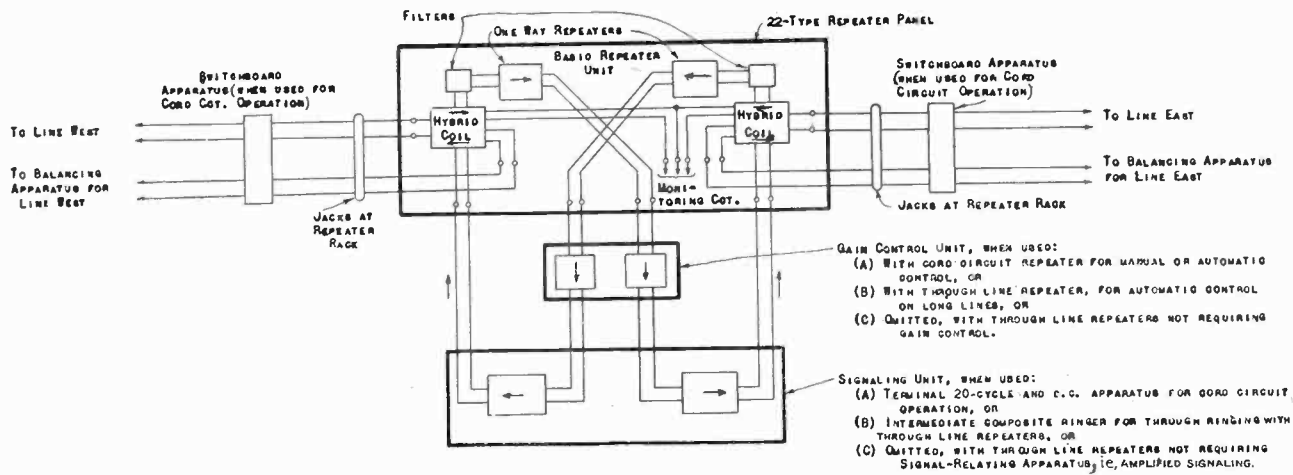 FILTERS
22-TYPE REPEATER PANEL
ONE WAY REPEATERS
BASIC REPEATER
UNIT
SWITCHBOARD
APPARATUS (WHEN USED FOR
CORD CCT. OPERATION)
SWITCHBOARD APPARATUS
(WHEN USED FOR CORD
CIRCUIT OPERATION)
HYBRID
COIL
HYBRID
COIL
TO LINE WEST
TO LINE EAST
TO BALANCING
APPARATUS FOR
LINE WEST
TO BALANCING APPARATUS
FOR LINE EAST
MONI-
TORING CCT.
JACKS AT
REPEATER
RACK
JACKS AT REPEATER RACK
GAIN CONTROL UNIT, WHEN USED:
(A) WITH CORD CIRCUIT REPEATER FOR MANUAL OR AUTOMATIC
CONTROL, OR
(B) WITH THROUGH LINE REPEATER, FOR AUTOMATIC CONTROL
ON LONG LINES, OR
(C) OMITTED, WITH THROUGH LINE REPEATERS NOT REQUIRING
GAIN CONTROL.
SIGNALING UNIT, WHEN USED:
(A) TERMINAL 20-CYCLE AND D.C. APPARATUS FOR CORD CIRCUIT
OPERATION, OR
(B) INTERMEDIATE COMPOSITE RINGER FOR THROUGH RINGING WITH
THROUGH LINE REPEATERS, OR
(C) OMITTED, WITH THROUGH LINE REPEATERS NOT REQUIRING
SIGNAL-RELAYING APPARATUS, ie, AMPLIFIED SIGNALING.